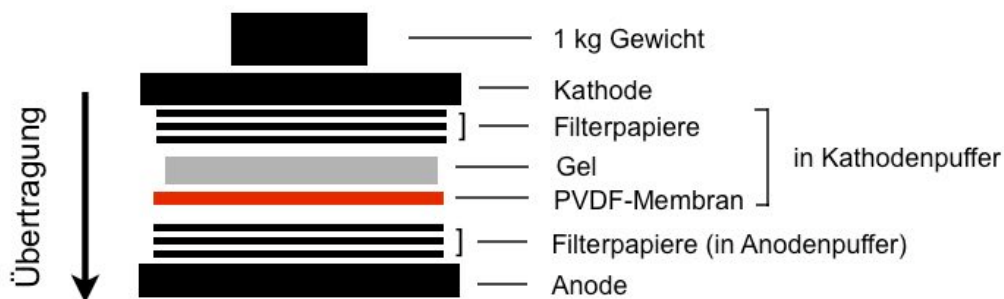 1 kg Gewicht
Kathode
Filterpapiere
Gel
PVDF-Membran
in Kathodenpuffer
Filterpapiere (in Anodenpuffer)
Anode
Übertragung